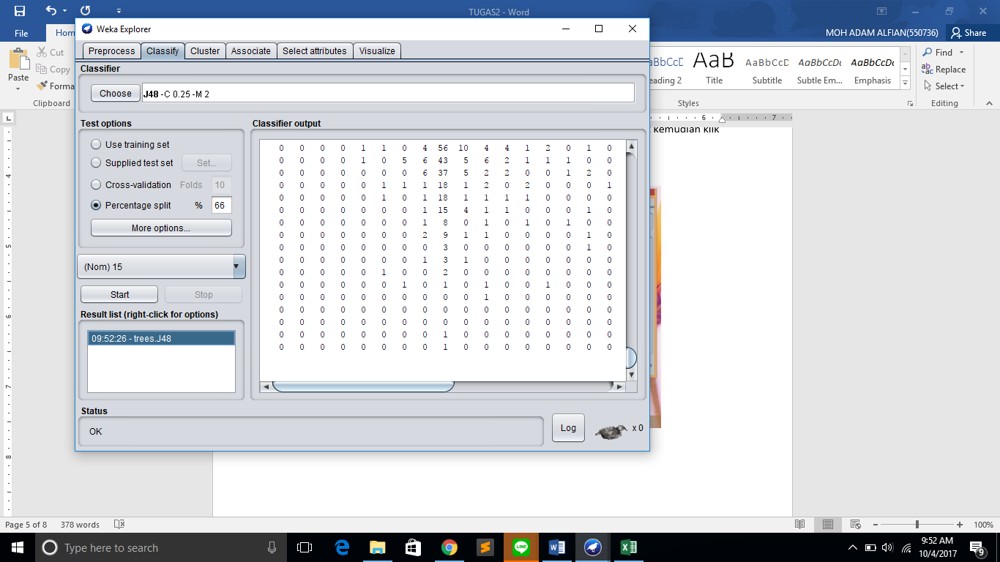 TUGAS2 - Word
File
Hom
MOH ADAM ALFIAN(550736)
Share
Paste
Cut
Copy
Forma
Clipboard
AaBbCcD
eading 2
AaB
Title
AaBbCcD
Subtitle
AaBbCcDc
Subtle Em...
AaBbCcDc
Emphasis
Styles
Find
Replace
Select
Editing
Weka Explorer
Preprocess
Classify
Cluster
Associate
Select attributes
Visualize
Classifier
Choose
J48 -C 0.25 -M 2
Test options
Use training set
Supplied test set
Set...
Cross-validation Folds 10
Percentage split % 66
More options...
(Nom) 15
Start
Stop
Result list (right-click for options)
09:52:26 - trees.J48
Classifier output
0 0 0 0 1 1 0 4 56 10 4 4 1 2 0 1 0
0 0 0 0 1 0 5 6 43 5 6 2 1 1 1 0 0
0 0 0 0 0 0 0 6 37 5 2 2 0 0 1 2 0
0 0 0 0 0 1 1 1 18 1 2 0 2 0 0 0 1
0 0 0 0 0 1 0 1 18 1 1 1 1 0 0 0 0
0 0 0 0 0 0 0 1 15 4 1 1 0 0 0 1 0
0 0 0 0 0 0 0 1 8 0 1 0 1 0 1 0 0
0 0 0 0 0 0 0 2 9 1 1 0 0 0 0 1 0
0 0 0 0 0 0 0 0 3 0 0 0 0 0 0 1 0
0 0 0 0 0 0 0 1 3 1 0 0 0 0 0 0 0
0 0 0 0 0 1 0 0 2 0 0 0 0 0 0 0 0
0 0 0 0 0 0 1 0 1 0 1 0 0 1 0 0 0
0 0 0 0 0 0 0 0 0 0 1 0 0 0 0 0 0
0 0 0 0 0 0 0 0 0 0 0 0 0 0 0 0 0
0 0 0 0 0 0 0 0 0 0 0 0 0 0 0 0 0
0 0 0 0 0 0 0 0 1 0 0 0 0 0 0 0 0
0 0 0 0 0 0 0 0 1 0 0 0 0 0 0 0 0
Status
OK
Log
x 0
6 7
4
5
7
8
kemudian klik
Page 5 of 8
378 words
100%
Type here to search
LINE
9:52 AM
10/4/2017
9